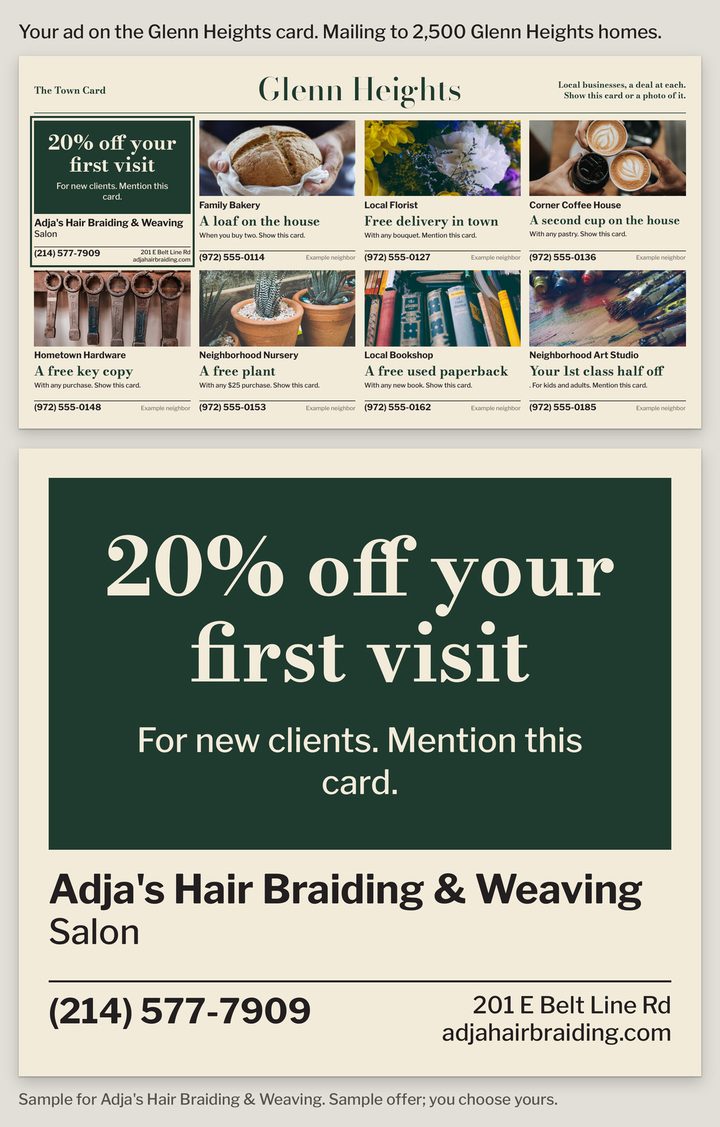 Your ad on the Glenn Heights card. Mailing to 2,500 Glenn Heights homes.
The Town Card
Glenn Heights
Local businesses, a deal at each.
Show this card or a photo of it.
20% off your
first visit
For new clients. Mention this
card.
Adja's Hair Braiding & Weaving
Salon
(214) 577-7909
201 E Belt Line Rd
adjahairbraiding.com
Family Bakery
A loaf on the house
When you buy two. Show this card.
(972) 555-0114
Example neighbor
Local Florist
Free delivery in town
With any bouquet. Mention this card.
(972) 555-0127
Example neighbor
Corner Coffee House
A second cup on the house
With any pastry. Show this card.
(972) 555-0136
Example neighbor
Hometown Hardware
A free key copy
With any purchase. Show this card.
(972) 555-0148
Example neighbor
Neighborhood Nursery
A free plant
With any $25 purchase. Show this card.
(972) 555-0153
Example neighbor
Local Bookshop
A free used paperback
With any new book. Show this card.
(972) 555-0162
Example neighbor
Neighborhood Art Studio
Your 1st class half off
. For kids and adults. Mention this card.
(972) 555-0185
Example neighbor
20% off your
first visit
For new clients. Mention this
card.
Adja's Hair Braiding & Weaving
Salon
(214) 577-7909
201 E Belt Line Rd
adjahairbraiding.com
Sample for Adja's Hair Braiding & Weaving. Sample offer; you choose yours.